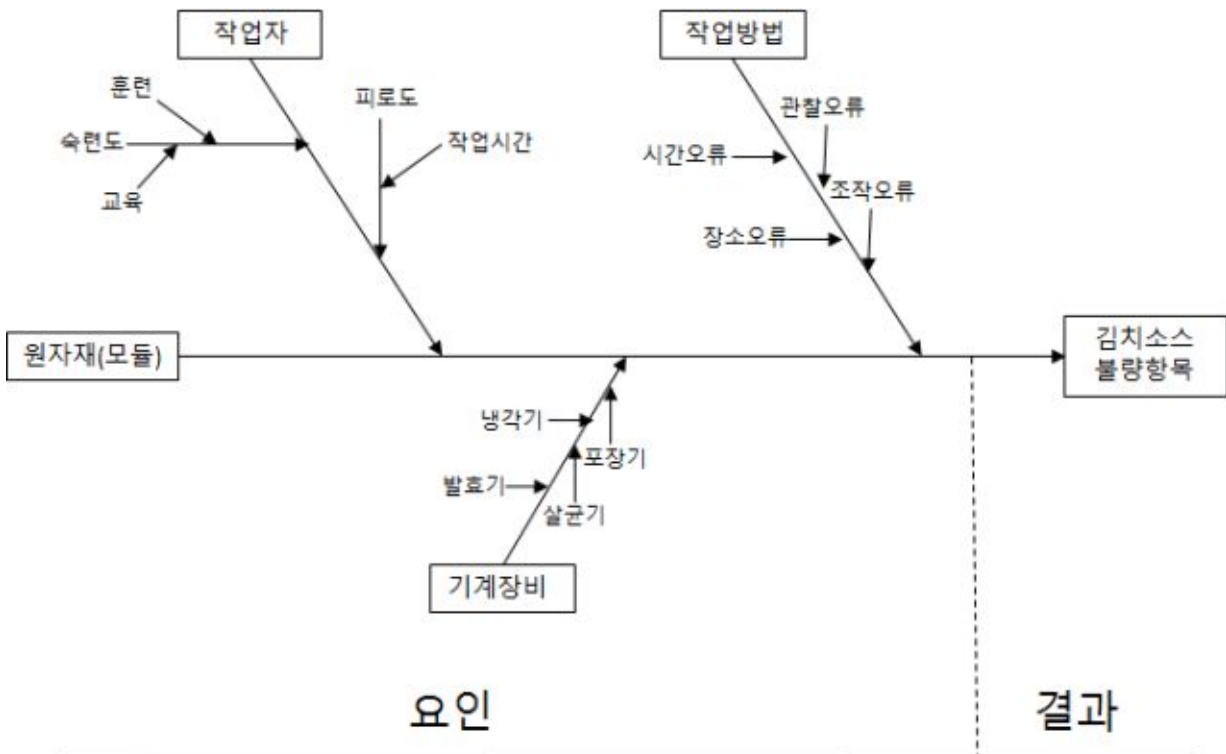 작업자
작업방법
훈련
피로도
관찰오류
숙련도
작업시간
시간오류
교육
조작오류
장소오류
원자재(모듈)
김치소스
불량항목
냉각기
포장기
발효기
살균기
기계장비
요인
결과